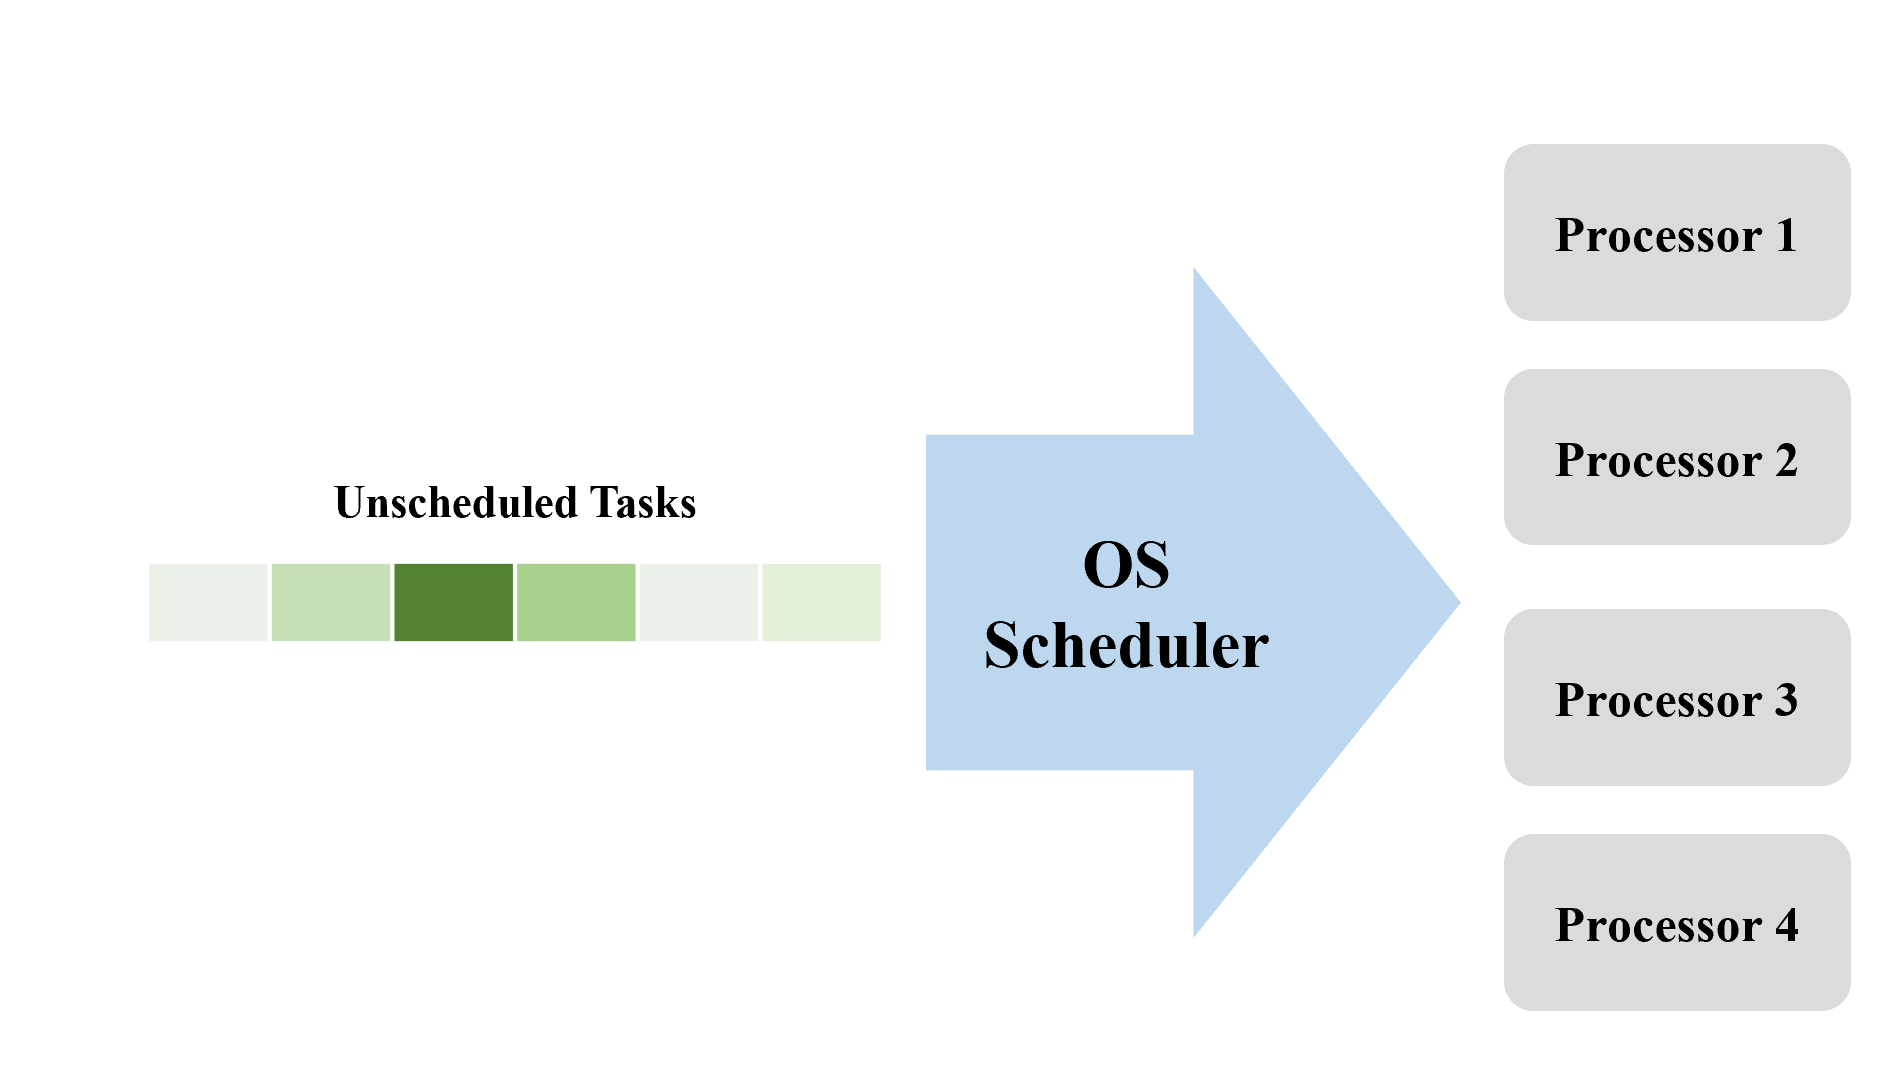 Unscheduled Tasks
OS
Scheduler
Processor 1
Processor 2
Processor 3
Processor 4